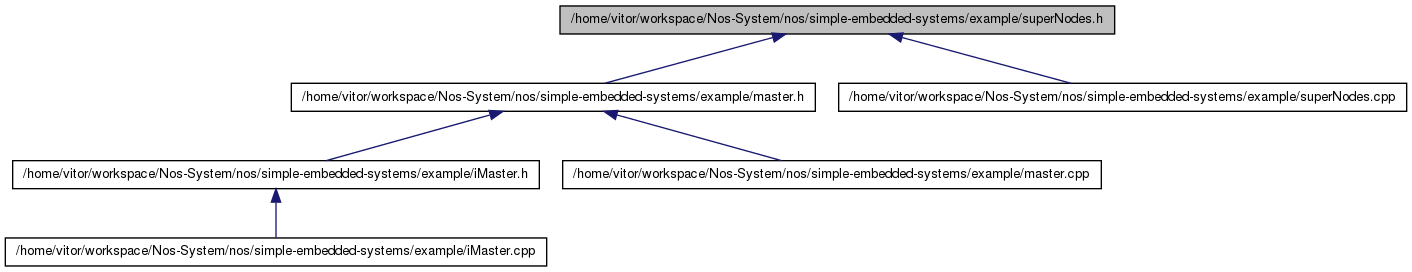 /home/vitor/workspace/Nos-System/nos/simple-embedded-systems/example/superNodes.h
/home/vitor/workspace/Nos-System/nos/simple-embedded-systems/example/master.h
/home/vitor/workspace/Nos-System/nos/simple-embedded-systems/example/superNodes.cpp
/home/vitor/workspace/Nos-System/nos/simple-embedded-systems/example/iMaster.h
/home/vitor/workspace/Nos-System/nos/simple-embedded-systems/example/master.cpp
/home/vitor/workspace/Nos-System/nos/simple-embedded-systems/example/iMaster.cpp